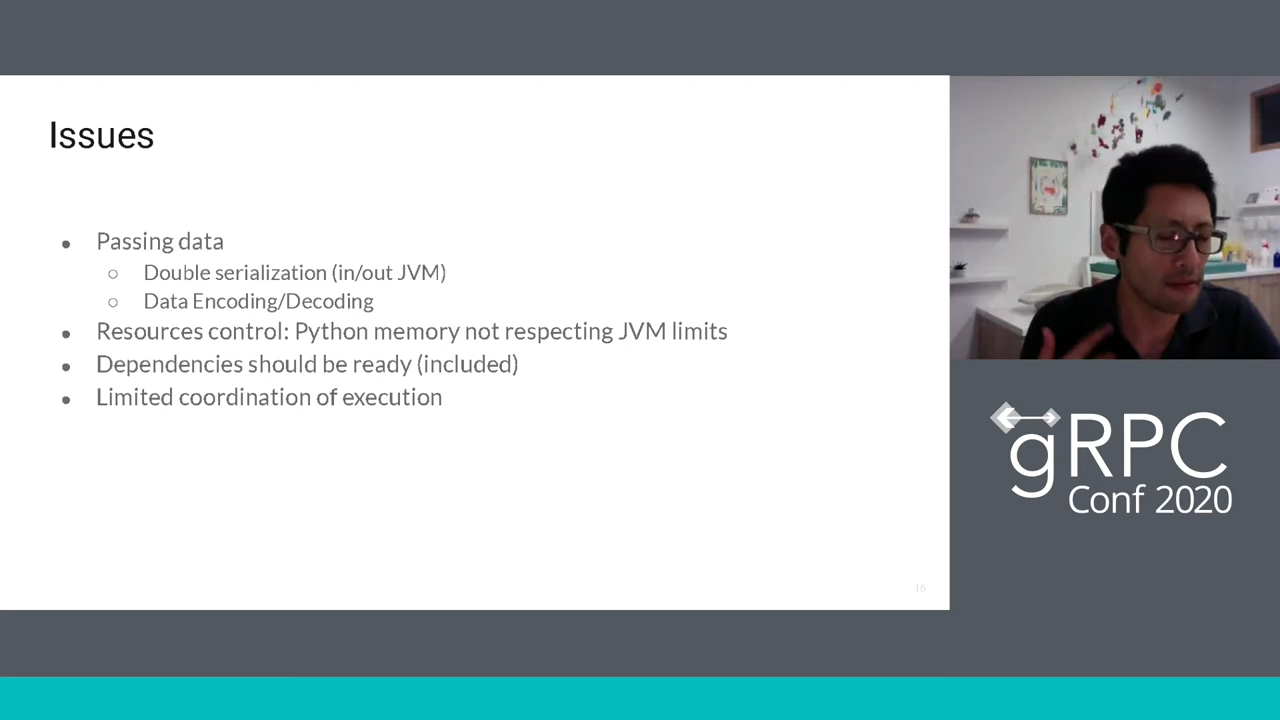 Issues
Passing data
Double serialization (in/out JVM)
Data Encoding/Decoding
Resources control: Python memory not respecting JVM limits
Dependencies should be ready (included)
Limited coordination of execution
16
gRPC
Conf 2020